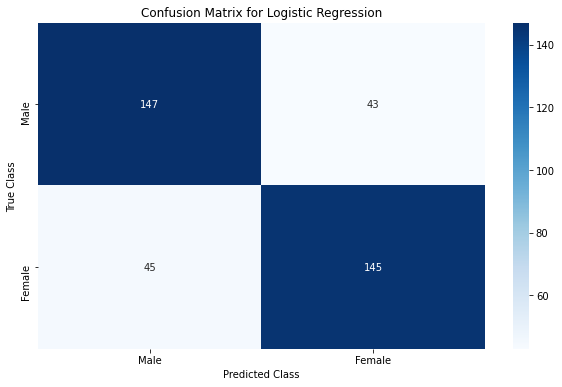 Confusion Matrix for Logistic Regression
Male
Female
True Class
147
43
45
145
Male
Female
Predicted Class
140
120
100
80
60